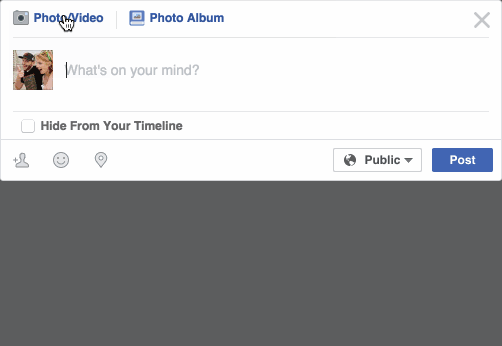 Photo/Video Photo Album
What's on your mind?
Hide From Your Timeline
Public Post